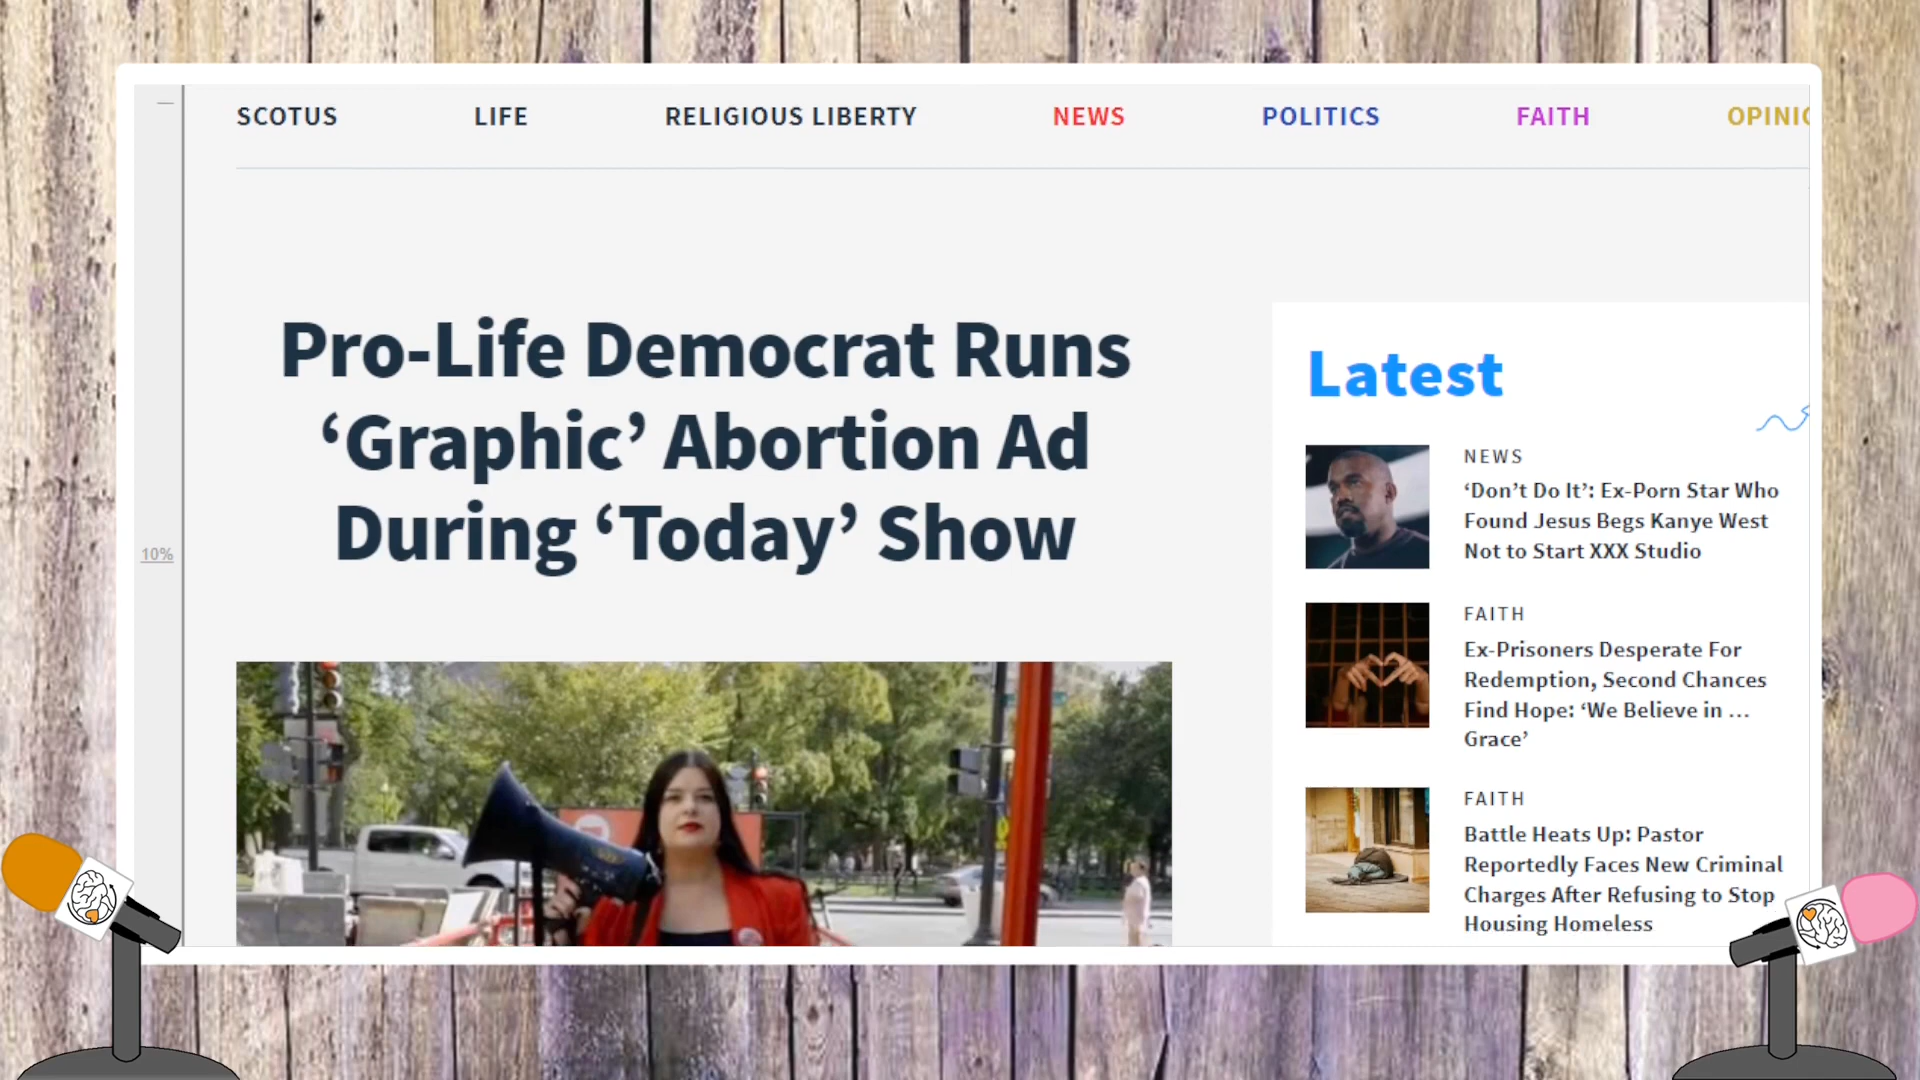 SCOTUS LIFE RELIGIOUS LIBERTY NEWS POLITICS FAITH OPINIO
Pro-Life Democrat Runs
‘Graphic’ Abortion Ad
During ‘Today’ Show
10%
Latest
NEWS
‘Don’t Do It’: Ex-Porn Star Who
Found Jesus Begs Kanye West
Not to Start XXX Studio
FAITH
Ex-Prisoners Desperate For
Redemption, Second Chances
Find Hope: ‘We Believe in …
Grace’
FAITH
Battle Heats Up: Pastor
Reportedly Faces New Criminal
Charges After Refusing to Stop
Housing Homeless